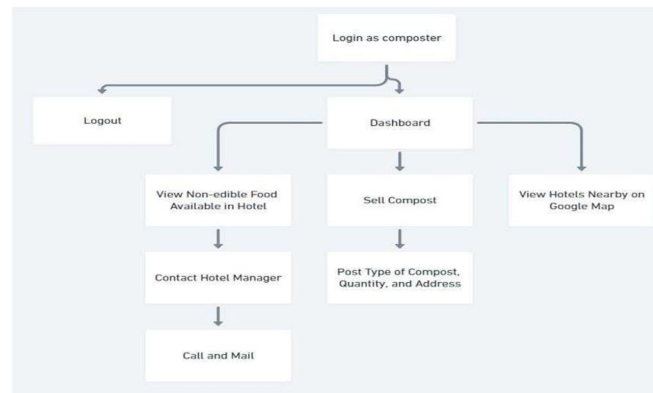 Login as composter
Logout
Dashboard
View Non-edible Food
Available in Hotel
Sell Compost
View Hotels Nearby on
Google Map
Contact Hotel Manager
Post Type of Compost,
Quantity, and Address
Call and Mail